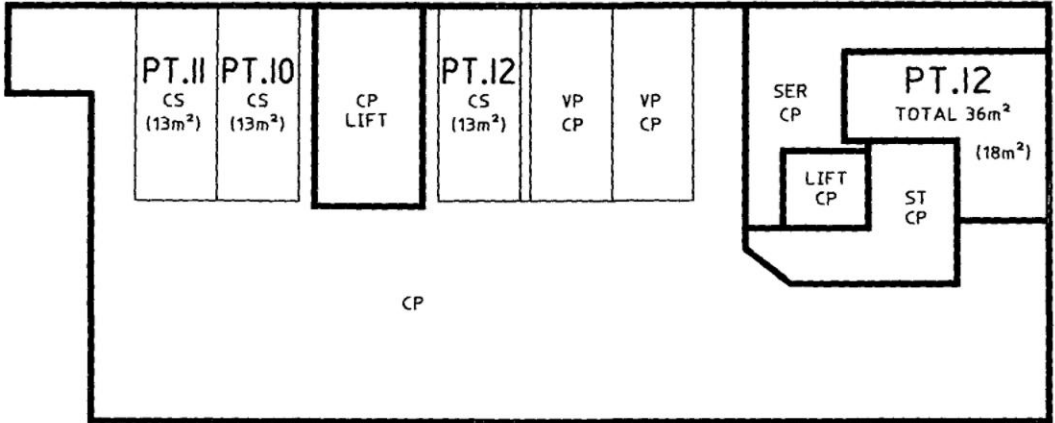 PT.11
CS
(13m²)
PT.10
CS
(13m²)
CP
LIFT
PT.12
CS
(13m²)
VP
CP
VP
CP
SER
CP
PT.12
TOTAL 36m²
(18m²)
LIFT
CP
ST
CP
CP